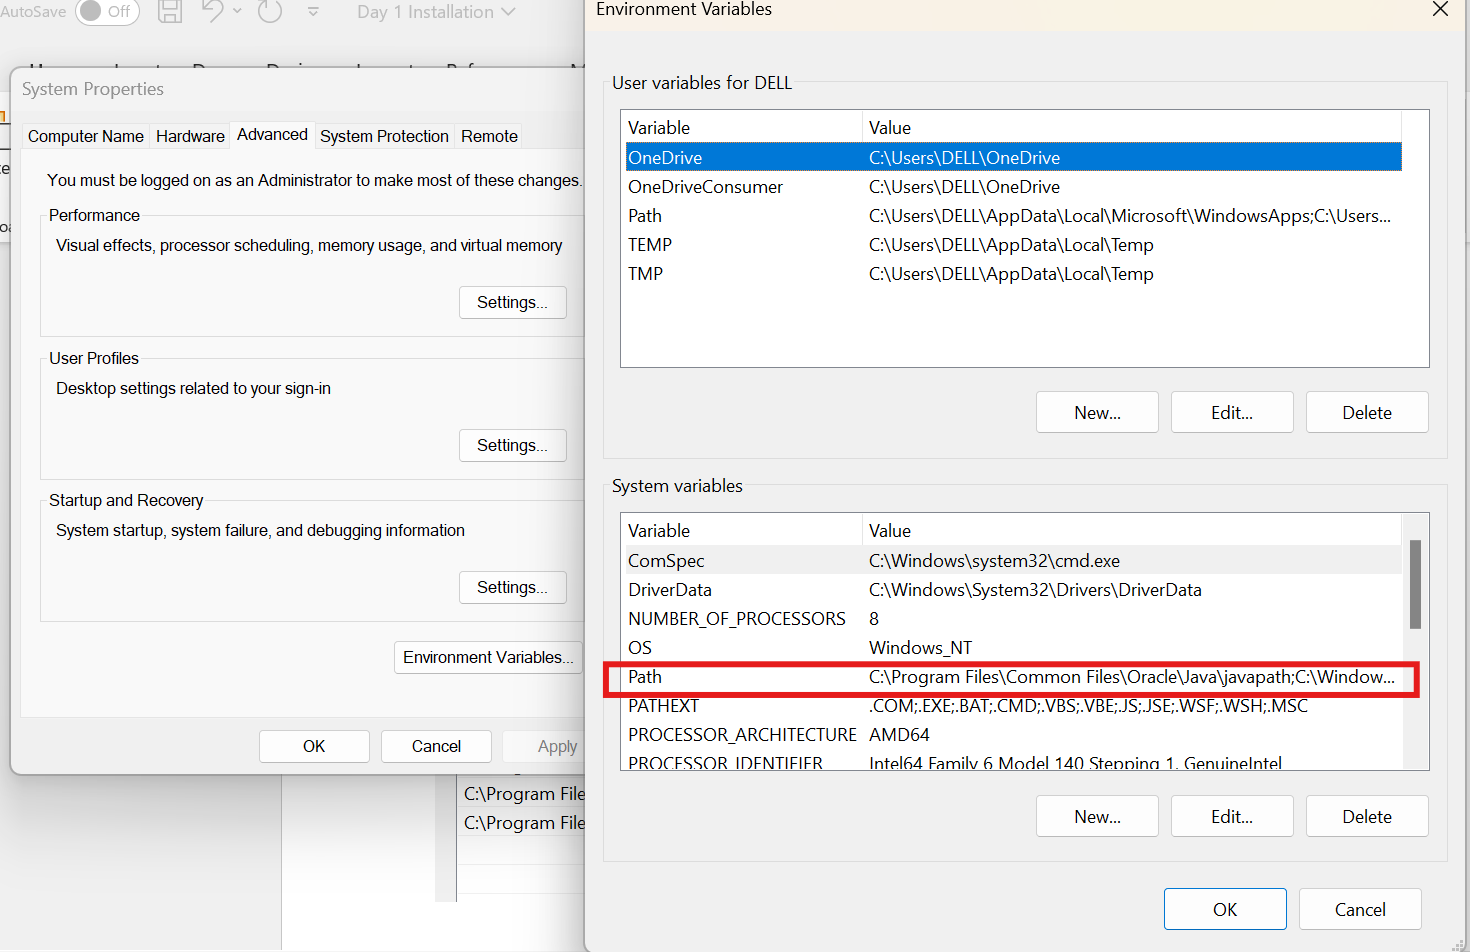 AutoSave Off Day 1 Installation
System Properties
Computer Name Hardware Advanced System Protection Remote
You must be logged on as an Administrator to make most of these changes.
Performance
Visual effects, processor scheduling, memory usage, and virtual memory
Settings...
User Profiles
Desktop settings related to your sign-in
Settings...
Startup and Recovery
System startup, system failure, and debugging information
Settings...
Environment Variables...
OK Cancel Apply
C:\Program File
C:\Program File
Environment Variables
User variables for DELL
Variable Value
OneDrive C:\Users\DELL\OneDrive
OneDriveConsumer C:\Users\DELL\OneDrive
Path C:\Users\DELL\AppData\Local\Microsoft\WindowsApps;C:\Users...
TEMP C:\Users\DELL\AppData\Local\Temp
TMP C:\Users\DELL\AppData\Local\Temp
New... Edit... Delete
System variables
Variable Value
ComSpec C:\Windows\system32\cmd.exe
DriverData C:\Windows\System32\Drivers\DriverData
NUMBER_OF_PROCESSORS 8
OS Windows_NT
Path C:\Program Files\Common Files\Oracle\Java\javapath;C:\Window...
PATHEXT .COM;.EXE;.BAT;.CMD;.VBS;.VBE;.JS;.JSE;.WSF;.WSH;.MSC
PROCESSOR_ARCHITECTURE AMD64
PROCESSOR_IDENTIFIER Intel64 Family 6 Model 140 Stepping 1, GenuineIntel
New... Edit... Delete
OK Cancel